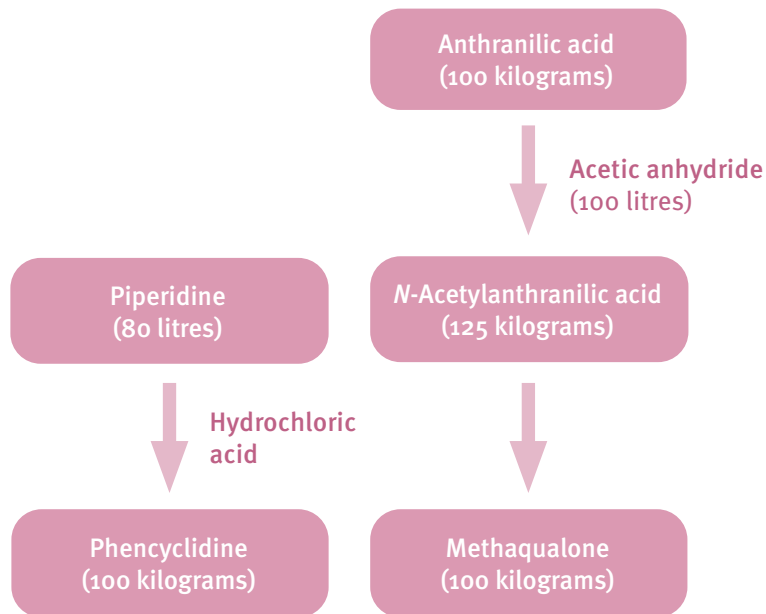 Anthranilic acid
(100 kilograms)
Acetic anhydride
(100 litres)
Piperidine
(80 litres)
N-Acetylanthranilic acid
(125 kilograms)
Hydrochloric
acid
Phencyclidine
(100 kilograms)
Methaqualone
(100 kilograms)